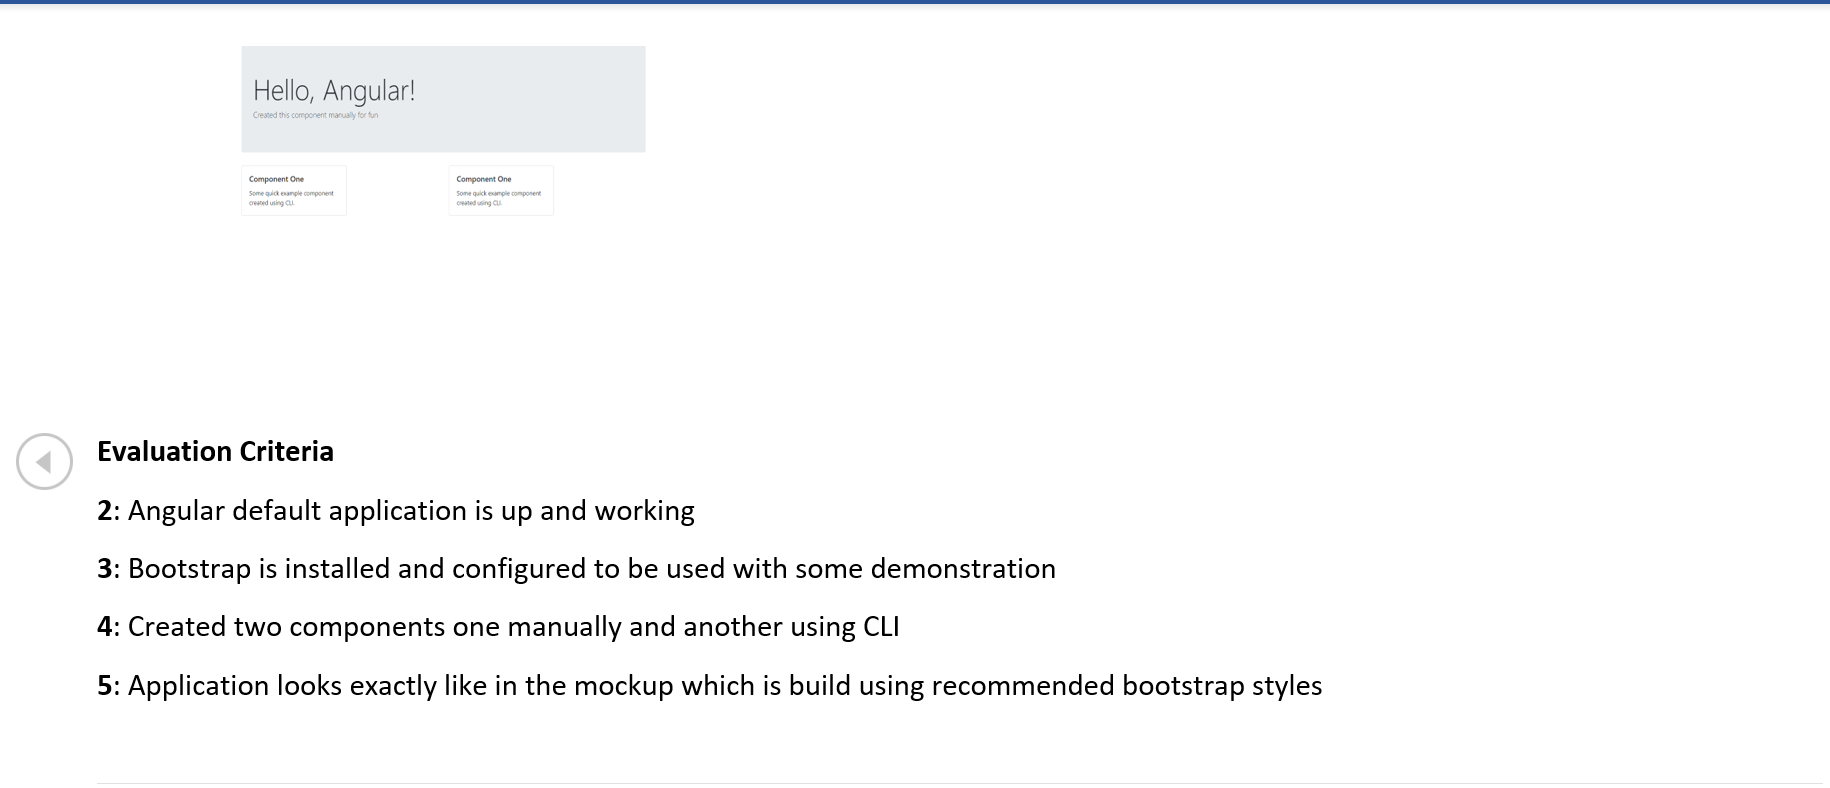 Hello, Angular!
Created this component manually for fun
Component One
Some quick example component
created using CLI.
Component One
Some quick example component
created using CLI.
Evaluation Criteria
2: Angular default application is up and working
3: Bootstrap is installed and configured to be used with some demonstration
4: Created two components one manually and another using CLI
5: Application looks exactly like in the mockup which is build using recommended bootstrap styles